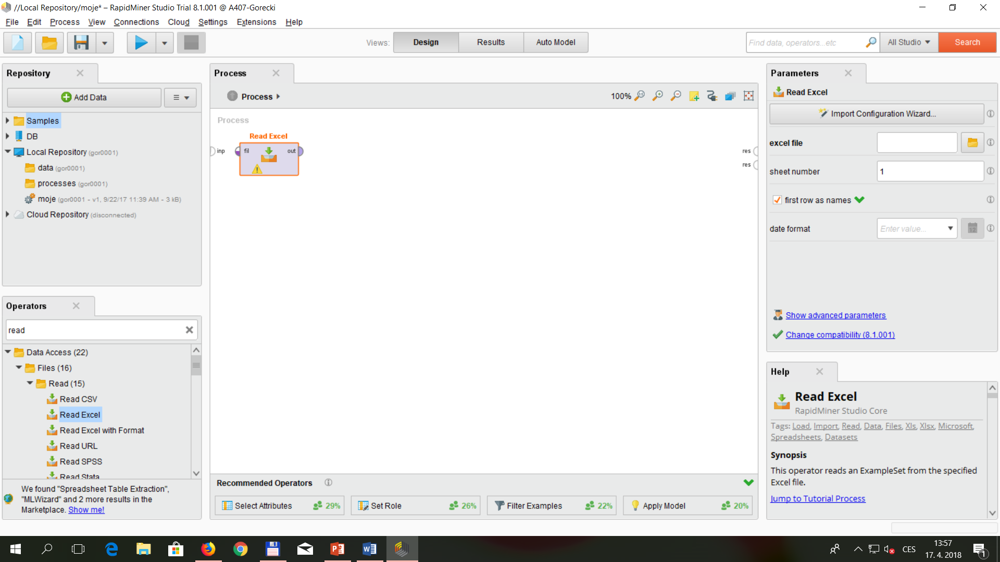 //Local Repository/moje* – RapidMiner Studio Trial 8.1.001 @ A407-Gorecki
File Edit Process View Connections Cloud Settings Extensions Help
Views: Design Results Auto Model
Find data, operators...etc All Studio Search
Repository
Add Data
Samples
DB
Local Repository (gor0001)
data (gor0001)
processes (gor0001)
moje (gor0001 - v1, 9/22/17 11:39 AM - 3 kB)
Cloud Repository (disconnected)
Operators
read
Data Access (22)
Files (16)
Read (15)
Read CSV
Read Excel
Read Excel with Format
Read URL
Read SPSS
Read Stata
We found "Spreadsheet Table Extraction",
"MLWizard" and 2 more results in the
Marketplace. Show me!
Process
Process
100%
Process
Read Excel
inp fil out
res
res
Recommended Operators
Select Attributes 29% Set Role 26% Filter Examples 22% Apply Model 20%
Parameters
Read Excel
Import Configuration Wizard...
excel file
sheet number 1
first row as names
date format Enter value... 12
Show advanced parameters
Change compatibility (8.1.001)
Help
Read Excel
RapidMiner Studio Core
Tags: Load, Import, Read, Data, Files, Xls, Xlsx, Microsoft,
Spreadsheets, Datasets
Synopsis
This operator reads an ExampleSet from the specified
Excel file.
Jump to Tutorial Process
CES
13:57
17. 4. 2018
1